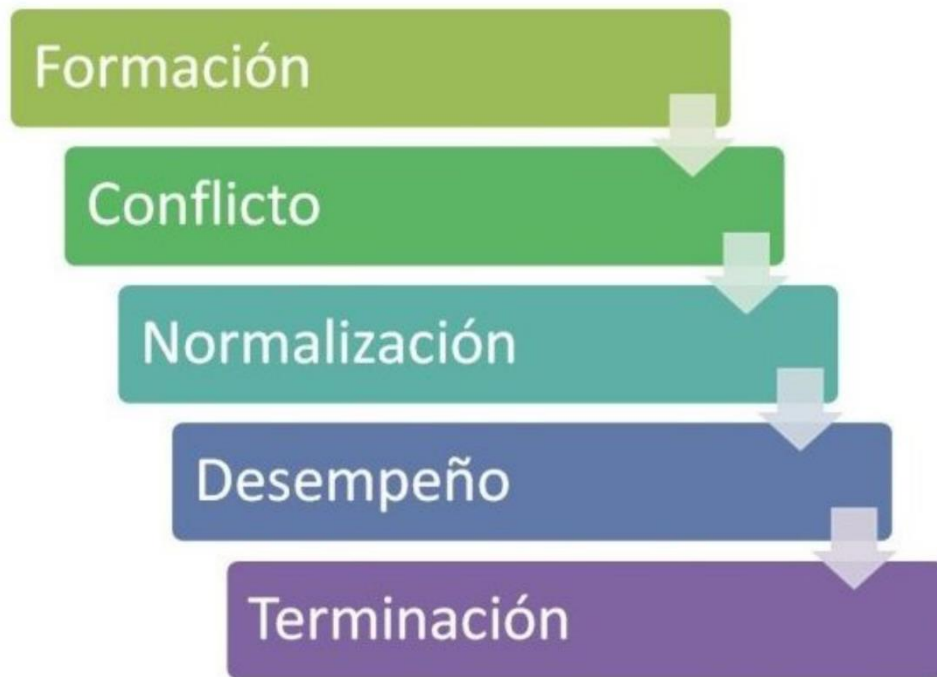 Formación
Conflicto
Normalización
Desempeño
Terminación